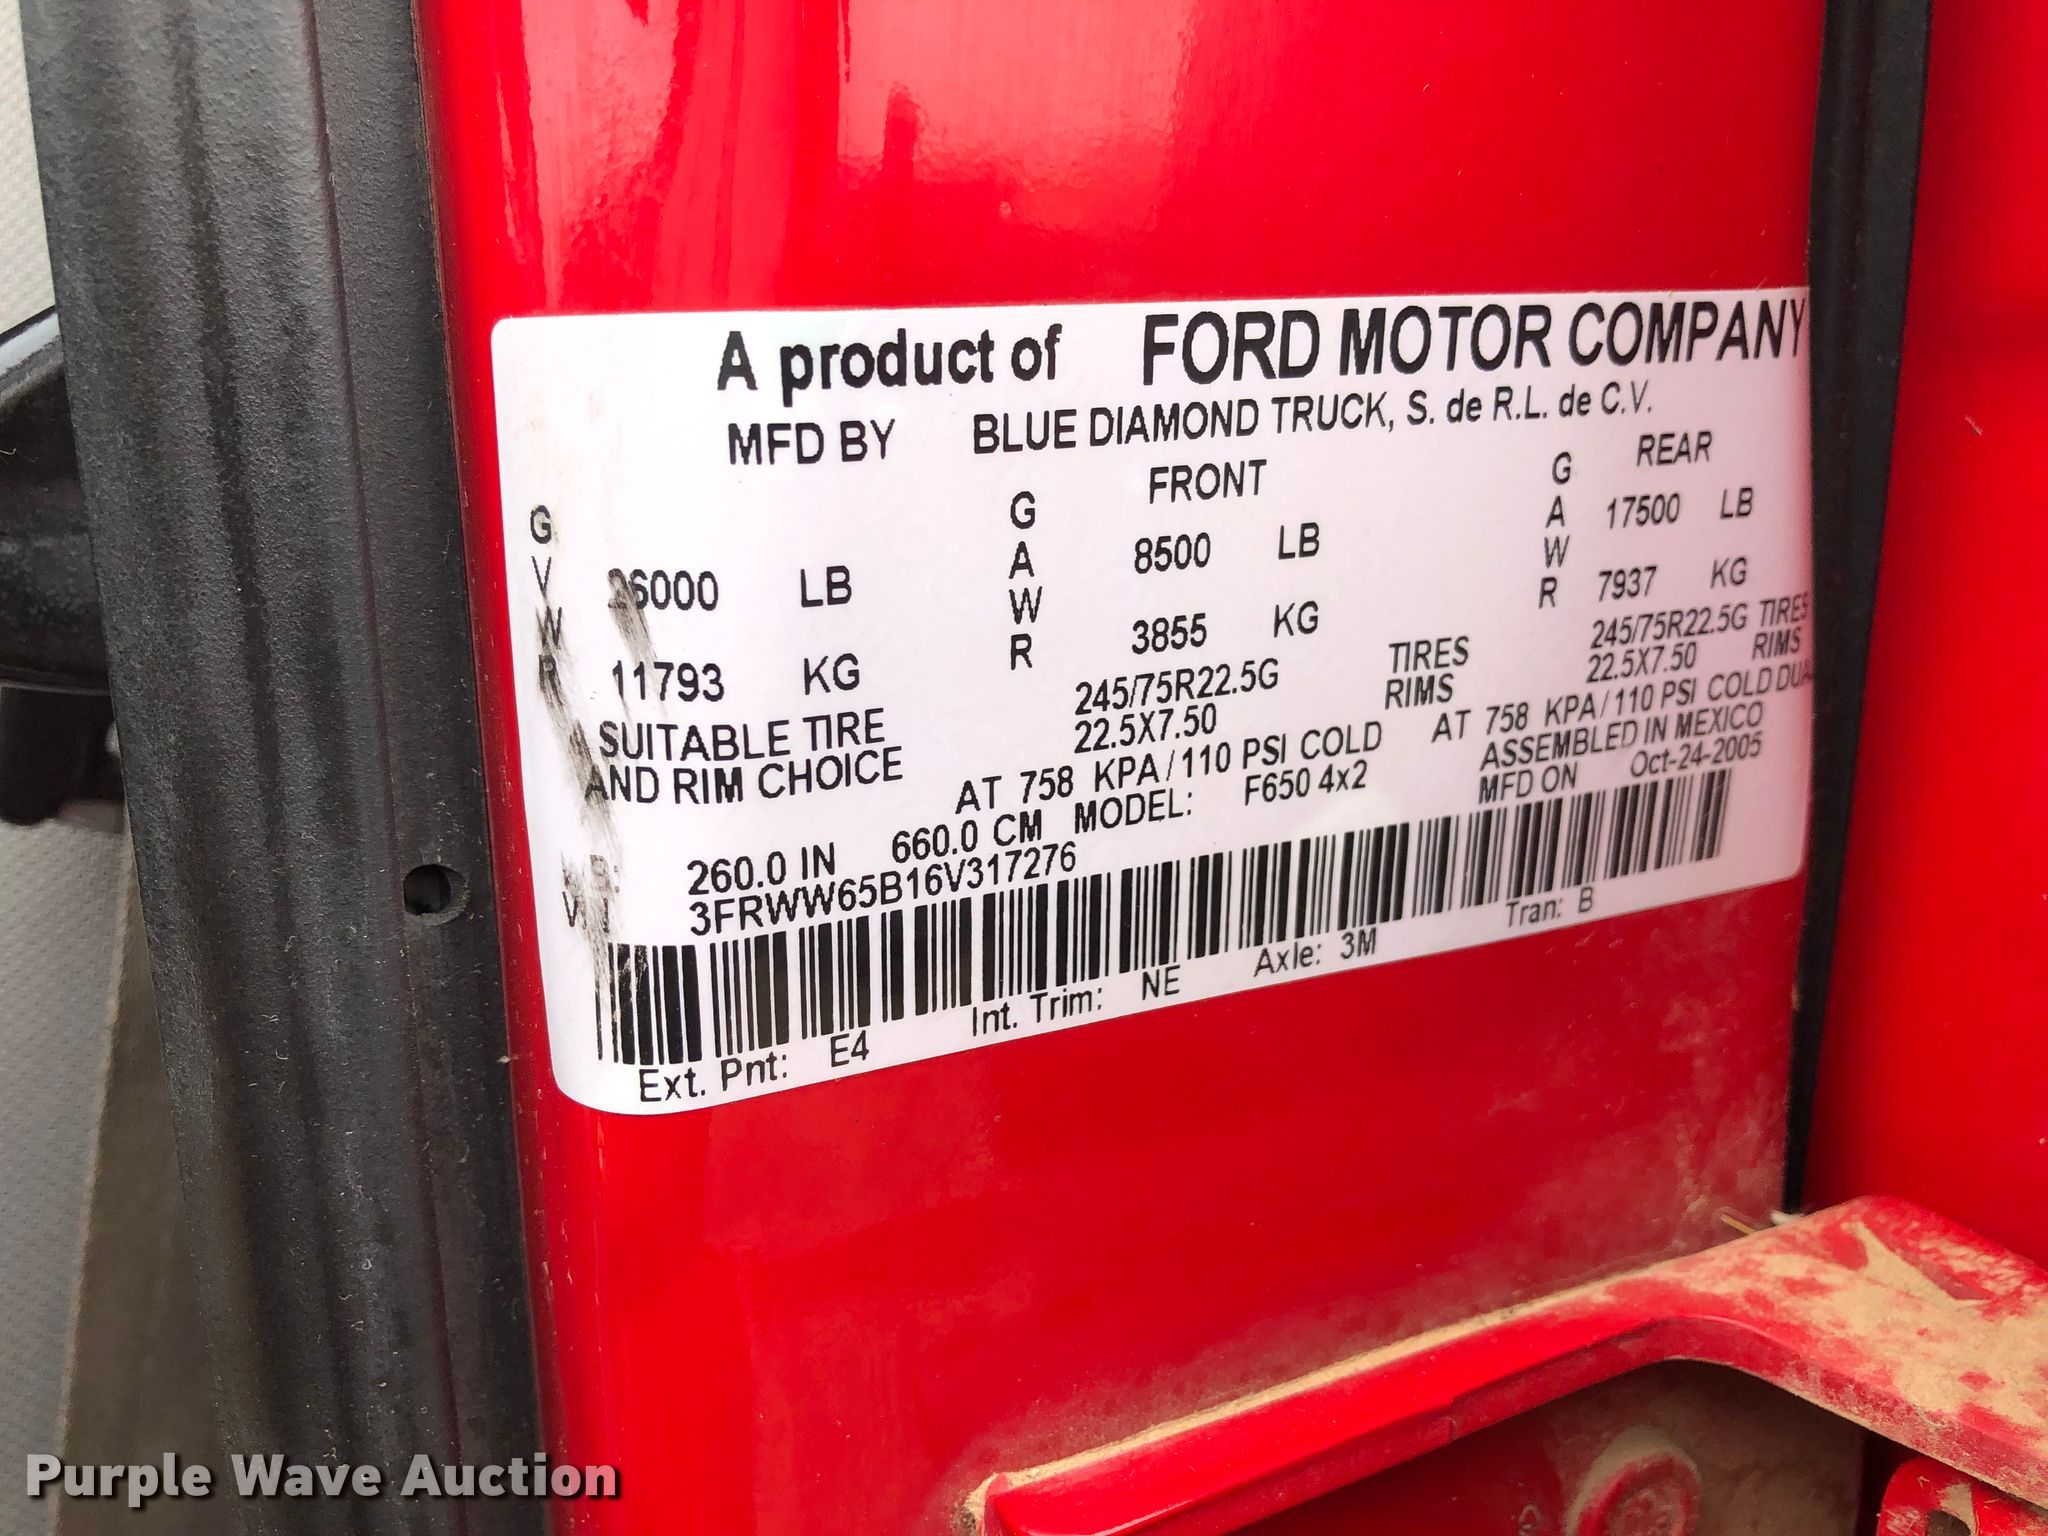 A product of FORD MOTOR COMPANY
MFD BY BLUE DIAMOND TRUCK, S. de R.L. de C.V.
FRONT REAR
GVWR 26000 LB GAWR 8500 LB GAWR 17500 LB
11793 KG 3855 KG 7937 KG
SUITABLE TIRE 245/75R22.5G TIRES 245/75R22.5G TIRES
AND RIM CHOICE 22.5X7.50 RIMS 22.5X7.50 RIMS
AT 758 KPA/110 PSI COLD AT 758 KPA/110 PSI COLD DUA
260.0 IN 660.0 CM MODEL: F650 4x2 ASSEMBLED IN MEXICO
3FRWW65B16V317276 MFD ON Oct-24-2005
Ext. Pnt: E4 Int. Trim: NE Axle: 3M Tran: B
Purple Wave Auction